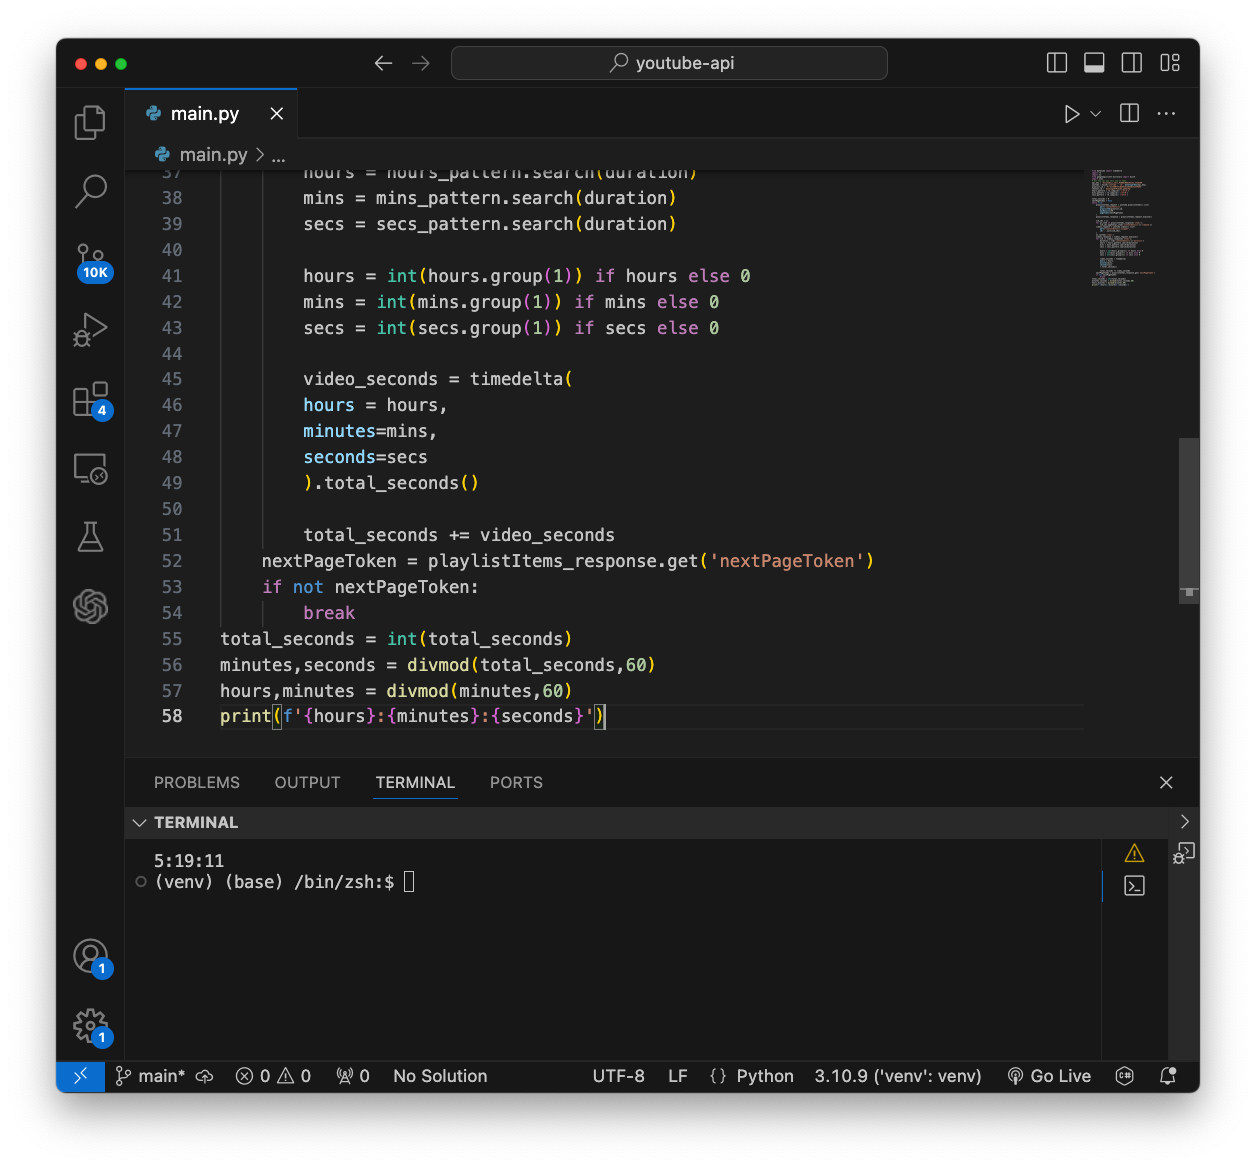 youtube-api
main.py
main.py > ...
37 hours = hours_pattern.search(duration)
38 mins = mins_pattern.search(duration)
39 secs = secs_pattern.search(duration)
40
41 hours = int(hours.group(1)) if hours else 0
42 mins = int(mins.group(1)) if mins else 0
43 secs = int(secs.group(1)) if secs else 0
44
45 video_seconds = timedelta(
46 hours = hours,
47 minutes=mins,
48 seconds=secs
49 ).total_seconds()
50
51 total_seconds += video_seconds
52 nextPageToken = playlistItems_response.get('nextPageToken')
53 if not nextPageToken:
54 break
55 total_seconds = int(total_seconds)
56 minutes,seconds = divmod(total_seconds,60)
57 hours,minutes = divmod(minutes,60)
58 print(f'{hours}:{minutes}:{seconds}')
10K
4
1
1
PROBLEMS OUTPUT TERMINAL PORTS
TERMINAL
5:19:11
(venv) (base) /bin/zsh:$
main* 0 0 0 No Solution UTF-8 LF {} Python 3.10.9 ('venv': venv) Go Live C#